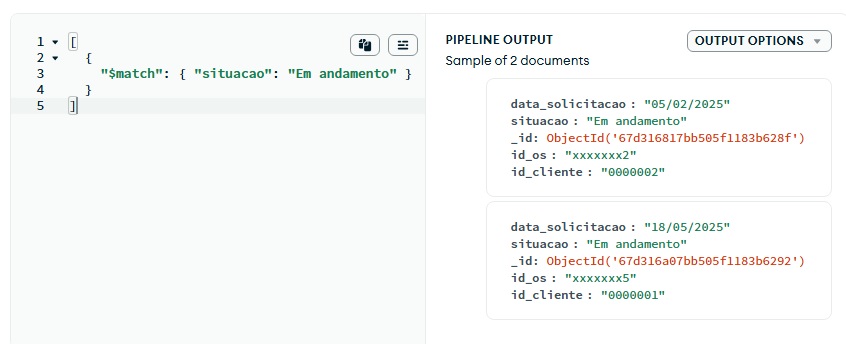 1 [
2 {
3 "$match": { "situacao": "Em andamento" }
4 }
5 ]
PIPELINE OUTPUT
OUTPUT OPTIONS
Sample of 2 documents
data_solicitacao : "05/02/2025"
situacao : "Em andamento"
_id: ObjectId('67d316817bb505f1183b628f')
id_os : "xxxxxxx2"
id_cliente : "0000002"
data_solicitacao : "18/05/2025"
situacao : "Em andamento"
_id: ObjectId('67d316a07bb505f1183b6292')
id_os : "xxxxxxx5"
id_cliente : "0000001"